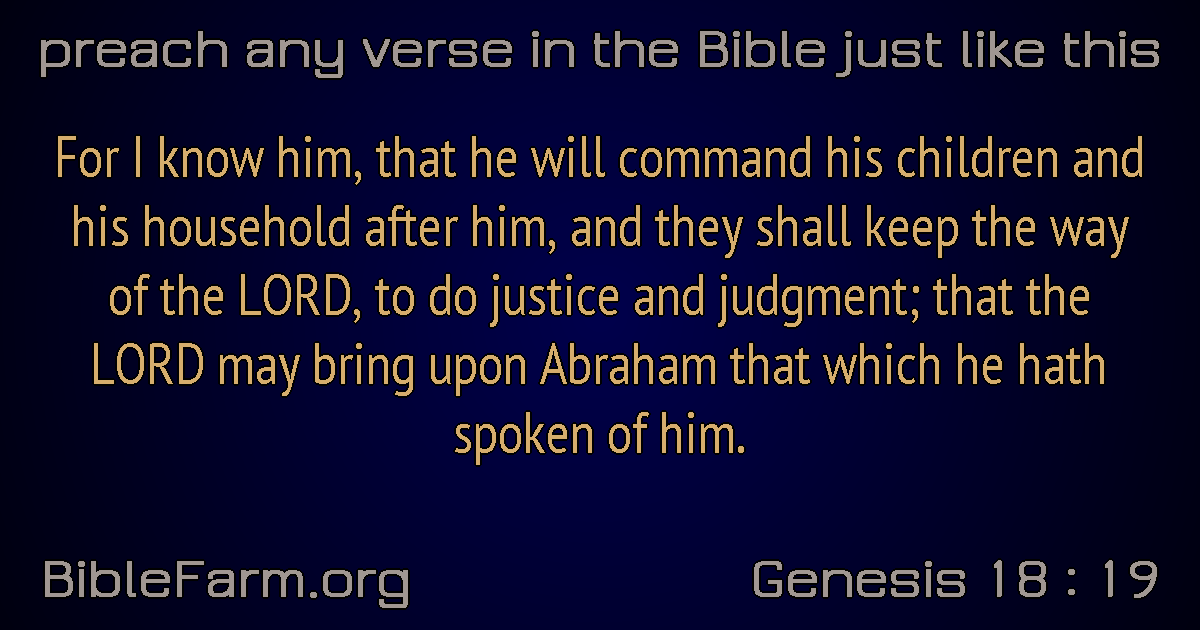 preach any verse in the Bible just like this
For I know him, that he will command his children and
his household after him, and they shall keep the way
of the LORD, to do justice and judgment; that the
LORD may bring upon Abraham that which he hath
spoken of him.
BibleFarm.org
Genesis 18 : 19